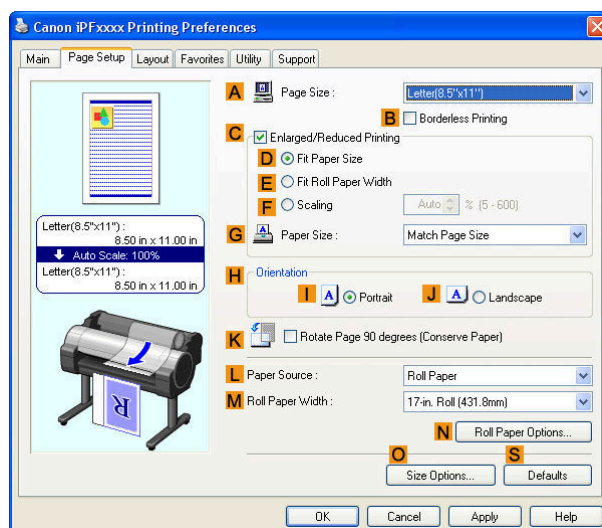 Canon iPFxxxx Printing Preferences
Main Page Setup Layout Favorites Utility Support
A Page Size : Letter(8.5"x11")
B Borderless Printing
C Enlarged/Reduced Printing
D Fit Paper Size
E Fit Roll Paper Width
F Scaling Auto % (5 - 600)
G Paper Size : Match Page Size
Letter(8.5"x11") :
8.50 in x 11.00 in
Auto Scale: 100%
Letter(8.5"x11") :
8.50 in x 11.00 in
H Orientation
I A Portrait J A Landscape
K Rotate Page 90 degrees (Conserve Paper)
L Paper Source : Roll Paper
M Roll Paper Width : 17-in. Roll (431.8mm)
N Roll Paper Options...
O S
Size Options... Defaults
R
OK Cancel Apply Help